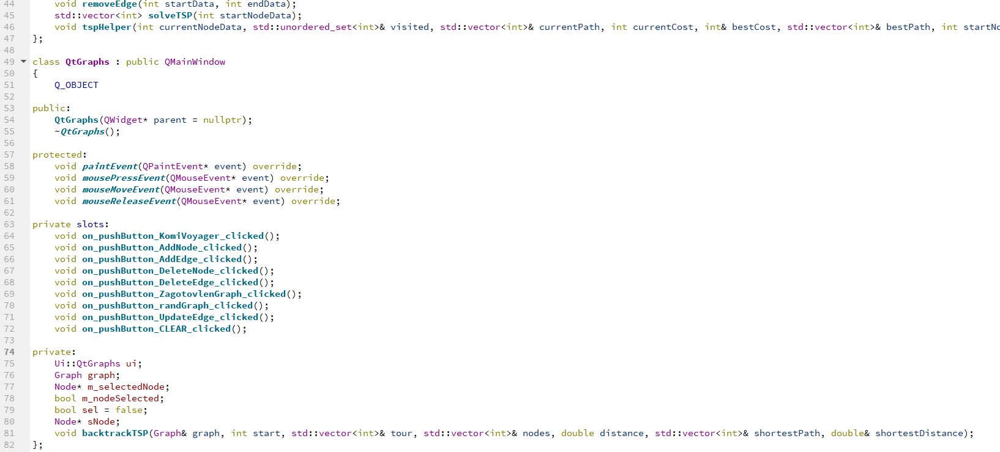 44 void removeEdge(int startData, int endData);
45 std::vector<int> solveTSP(int startNodeData);
46 void tspHelper(int currentNodeData, std::unordered_set<int>& visited, std::vector<int>& currentPath, int currentCost, int& bestCost, std::vector<int>& bestPath, int startNo
47 };
48
49 class QtGraphs : public QMainWindow
50 {
51 Q_OBJECT
52
53 public:
54 QtGraphs(QWidget* parent = nullptr);
55 ~QtGraphs();
56
57 protected:
58 void paintEvent(QPaintEvent* event) override;
59 void mousePressEvent(QMouseEvent* event) override;
60 void mouseMoveEvent(QMouseEvent* event) override;
61 void mouseReleaseEvent(QMouseEvent* event) override;
62
63 private slots:
64 void on_pushButton_KomiVoyager_clicked();
65 void on_pushButton_AddNode_clicked();
66 void on_pushButton_AddEdge_clicked();
67 void on_pushButton_DeleteNode_clicked();
68 void on_pushButton_DeleteEdge_clicked();
69 void on_pushButton_ZagotovlenGraph_clicked();
70 void on_pushButton_randGraph_clicked();
71 void on_pushButton_UpdateEdge_clicked();
72 void on_pushButton_CLEAR_clicked();
73
74 private:
75 Ui::QtGraphs ui;
76 Graph graph;
77 Node* m_selectedNode;
78 bool m_nodeSelected;
79 bool sel = false;
80 Node* sNode;
81 void backtrackTSP(Graph& graph, int start, std::vector<int>& tour, std::vector<int>& nodes, double distance, std::vector<int>& shortestPath, double& shortestDistance);
82 };